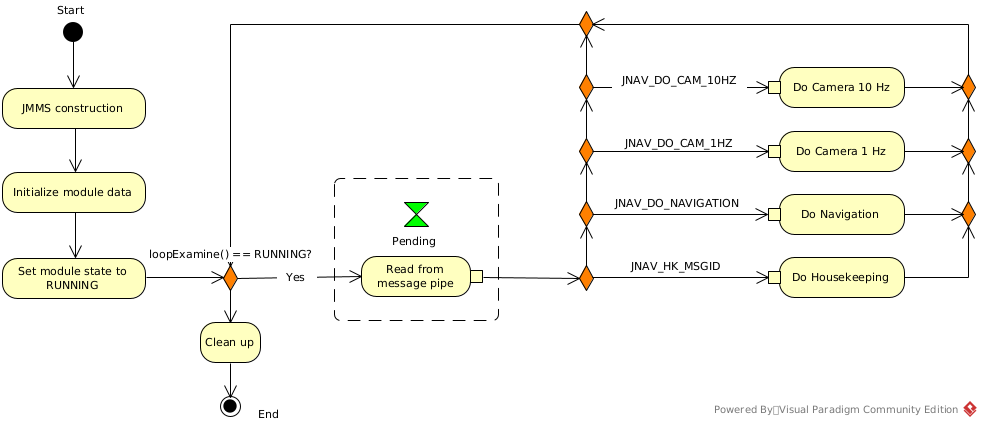 Start
JMMS construction
Initialize module data
Set module state to
RUNNING
loopExamine() == RUNNING?
Yes
Clean up
End
Pending
Read from
message pipe
JNAV_DO_CAM_10HZ
Do Camera 10 Hz
JNAV_DO_CAM_1HZ
Do Camera 1 Hz
JNAV_DO_NAVIGATION
Do Navigation
JNAV_HK_MSGID
Do Housekeeping
Powered By Visual Paradigm Community Edition